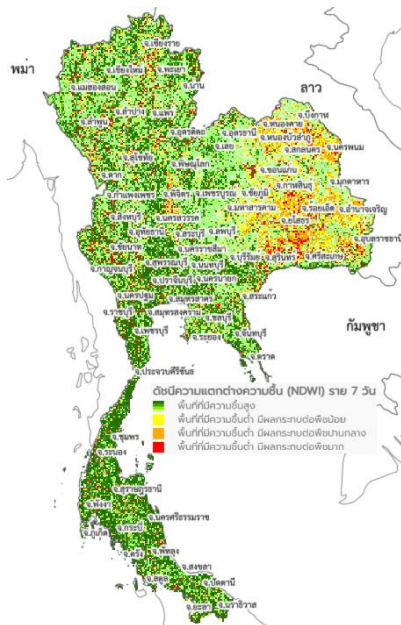 จ.เชียงราย
พม่า
จ.เชียงใหม่
จ.พะเยา
ลาว
จ.แม่ฮ่องสอน
จ.น่าน
จ.ลำปาง
จ.แพร่
จ.บึงกาฬ
จ.ลำพูน
จ.อุตรดิตถ์
จ.อุดรธานี
จ.หนองคาย
จ.หนองบัวลำภู
จ.นครพนม
จ.เลย
จ.สกลนคร
จ.สุโขทัย
จ.พิษณุโลก
จ.ขอนแก่น
จ.ตาก
จ.มุกดาหาร
จ.กาฬสินธุ์
จ.กำแพงเพชร
จ.พิจิตร
จ.เพชรบูรณ์
จ.ชัยภูมิ
จ.มหาสารคาม
จ.ร้อยเอ็ด
จ.อำนาจเจริญ
จ.สิงห์บุรี
จ.นครสวรรค์
จ.ยโสธร
จ.อุทัยธานี
จ.สระบุรี
จ.ลพบุรี
จ.อุบลราชธานี
จ.ชัยนาท
จ.นครราชสีมา
จ.บุรีรัมย์
จ.สุรินทร์
จ.ศรีสะเกษ
จ.กาญจนบุรี
จ.สุพรรณบุรี
จ.นนทบุรี
จ.ปราจีนบุรี
จ.นครนายก
จ.สระแก้ว
จ.นครปฐม
จ.สมุทรสาคร
จ.ราชบุรี
จ.สมุทรสงคราม
จ.ชลบุรี
กัมพูชา
จ.เพชรบุรี
จ.ระยอง
จ.จันทบุรี
จ.ตราด
จ.ประจวบคีรีขันธ์
ดัชนีความแตกต่างความชื้น (NDWI) ราย 7 วัน
พื้นที่ที่มีความชื้นสูง
พื้นที่ที่มีความชื้นต่ำ มีผลกระทบต่อพืชน้อย
พื้นที่ที่มีความชื้นต่ำ มีผลกระทบต่อพืชปานกลาง
พื้นที่ที่มีความชื้นต่ำ มีผลกระทบต่อพืชมาก
จ.ชุมพร
จ.ระนอง
จ.สุราษฎร์ธานี
จ.พังงา
จ.นครศรีธรรมราช
จ.ภูเก็ต
จ.กระบี่
จ.ตรัง
จ.พัทลุง
จ.สงขลา
จ.สตูล
จ.ปัตตานี
จ.ยะลา
จ.นราธิวาส